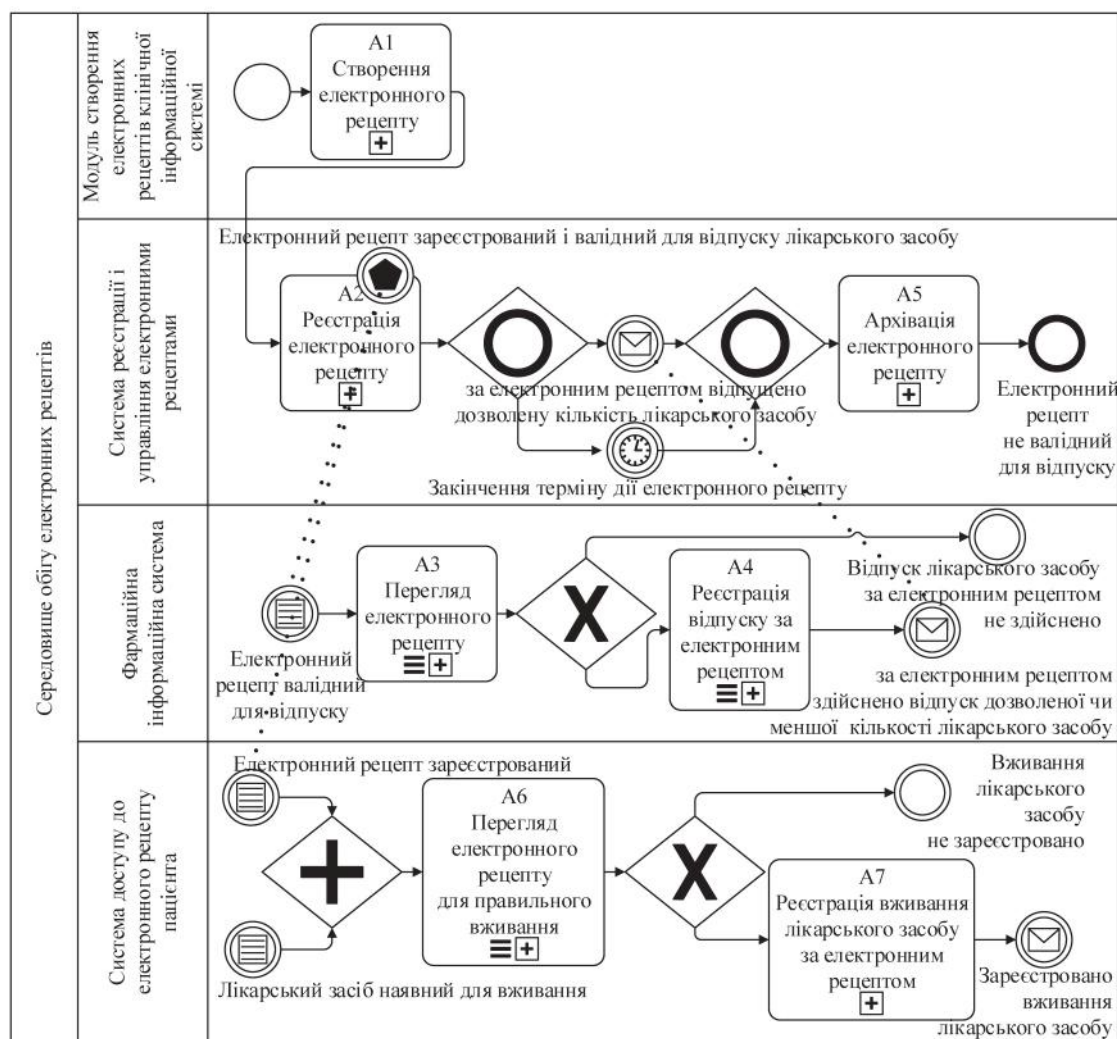 Середовище обігу електронних рецептів
Модуль створення
електронних
рецептів клінічної
інформаційної
системі
A1
Створення
електронного
рецепту
Система реєстрації і
управління електронними
рецептами
Електронний рецепт зареєстрований і валідний для відпуску лікарського засобу
A2
Реєстрація
електронного
рецепту
за електронним рецептом відпущено
дозволену кількість лікарського засобу
Закінчення терміну дії електронного рецепту
A5
Архівація
електронного
рецепту
Електронний
рецепт
не валідний
для відпуску
Фармаційна
інформаційна система
Електронний
рецепт валідний
для відпуску
A3
Перегляд
електронного
рецепту
X
A4
Реєстрація
відпуску за
електронним
рецептом
Відпуск лікарського засобу
за електронним рецептом
не здійснено
за електронним рецептом
здійснено відпуск дозволеної чи
меншої кількості лікарського засобу
Система доступу до
електронного рецепту
пацієнта
Електронний рецепт зареєстрований
Лікарський засіб наявний для вживання
A6
Перегляд
електронного
рецепту
для правильного
вживання
X
Вживання
лікарського
засобу
не зареєстровано
A7
Реєстрація вживання
лікарського засобу
за електронним
рецептом
Зареєстровано
вживання
лікарського засобу